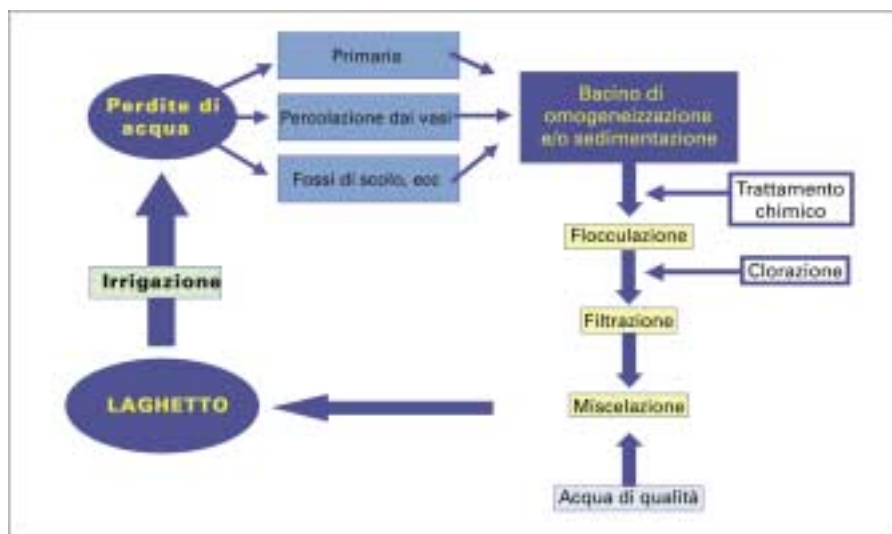 Primaria
Perdite di
acqua
Percolazione dai vasi
Fossi di scolo, ecc
Bacino di
omogeneizzazione
e/o sedimentazione
Trattamento
chimico
Flocculazione
Clorazione
Irrigazione
Filtrazione
LAGHETTO
Miscelazione
Acqua di qualità